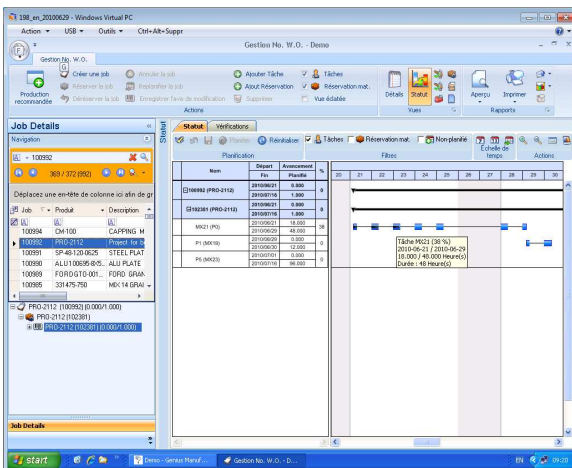 198_en_20100629 - Windows Virtual PC
Action USB Outils Ctrl+Alt+Suppr
Gestion No. W.O. - Demo
Gestion No. W.O.
G
Production recommandée
Créer une job
Réserver la job
Déréserver la job
Annuler la job
Replanifier la job
Enregistrer l'avis de modification
Ajouter Tâche
Ajout Réservation
Supprimer
Tâches
Réservation mat.
Vue éclatée
Actions
Détails
Statut
Vues
Aperçu
Imprimer
Rapports
Job Details
Navigation
100992
369 / 372 (992)
Déplacez une en-tête de colonne ici afin de gr
Job Produit Description
100994 CM-100 CAPPING M
100992 PRO-2112 Project for b
100991 SP-48-120-0625 STEEL PLAT
100990 ALU100695-8X5... ALU PLATE
100989 FORDGT0-001... FORD GRAN
100985 331475-750 MIX 14 GRAI
PRO-2112 (100992) (0.000/1.000)
PRO-2112 (102381)
PRO-2112 (102381) (0.000/1.000)
Job Details
Statut
Statut Vérifications
Planifier Réinitialiser Tâches Réservation mat. Non-planifié
Planification Filtres Échelle de temps Actions
Nom Départ Avancement %
Fin Planifié
20 21 22 23 24 25 26 27 28 29 30
100992 (PRO-2112) 2010/06/21 0.000 0
2010/07/16 1.000
102381 (PRO-2112) 2010/06/21 0.000 0
2010/07/16 1.000
MX21 (P0) 2010/06/21 18.000 38
2010/06/29 48.000
P1 (MX19) 2010/06/29 0.000 0
2010/06/30 12.000
P5 (MX23) 2010/07/01 0.000 0
2010/07/16 96.000
Tâche MX21 (38 %)
2010-06-21 / 2010-06-29
18.000 / 48.000 Heure(s)
Durée : 48 Heure(s)
start
Demo - Genius Manuf...
Gestion No. W.O. - D...
EN
09:20